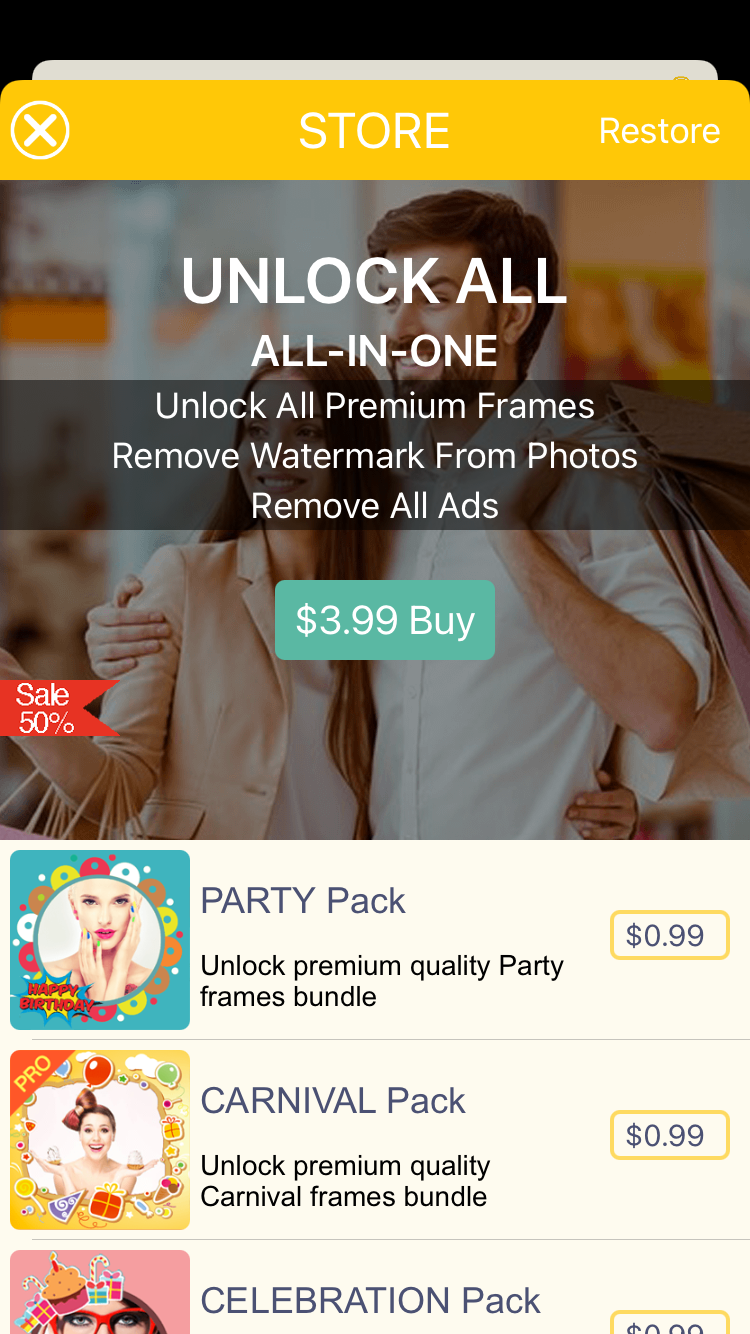 STORE
Restore
UNLOCK ALL
ALL-IN-ONE
Unlock All Premium Frames
Remove Watermark From Photos
Remove All Ads
$3.99 Buy
Sale
50%
PARTY Pack
$0.99
Unlock premium quality Party
frames bundle
HAPPY
BIRTHDAY
PRO
CARNIVAL Pack
$0.99
Unlock premium quality
Carnival frames bundle
CELEBRATION Pack
$0.99